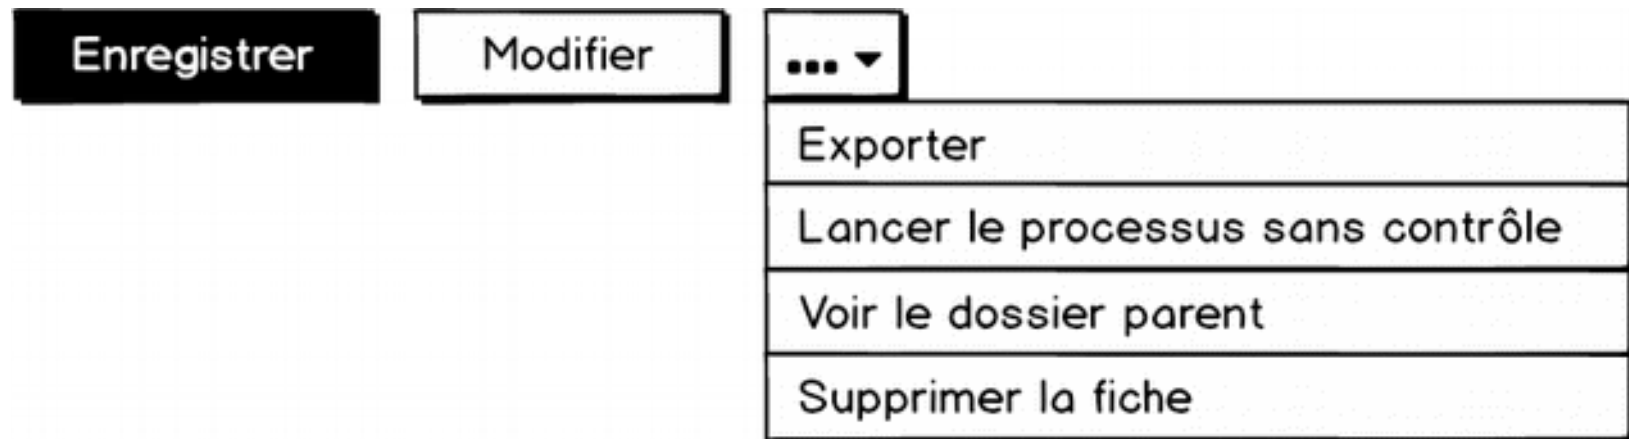 Enregistrer
Modifier
...
Exporter
Lancer le processus sans contrôle
Voir le dossier parent
Supprimer la fiche